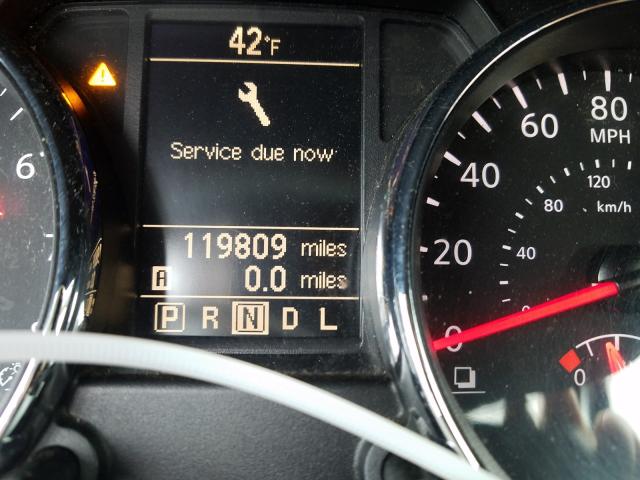 42°F
Service due now
119809 miles
A 0.0 miles
P R N D L
6
0 20 40 60 80
MPH
40 80 120
km/h
0